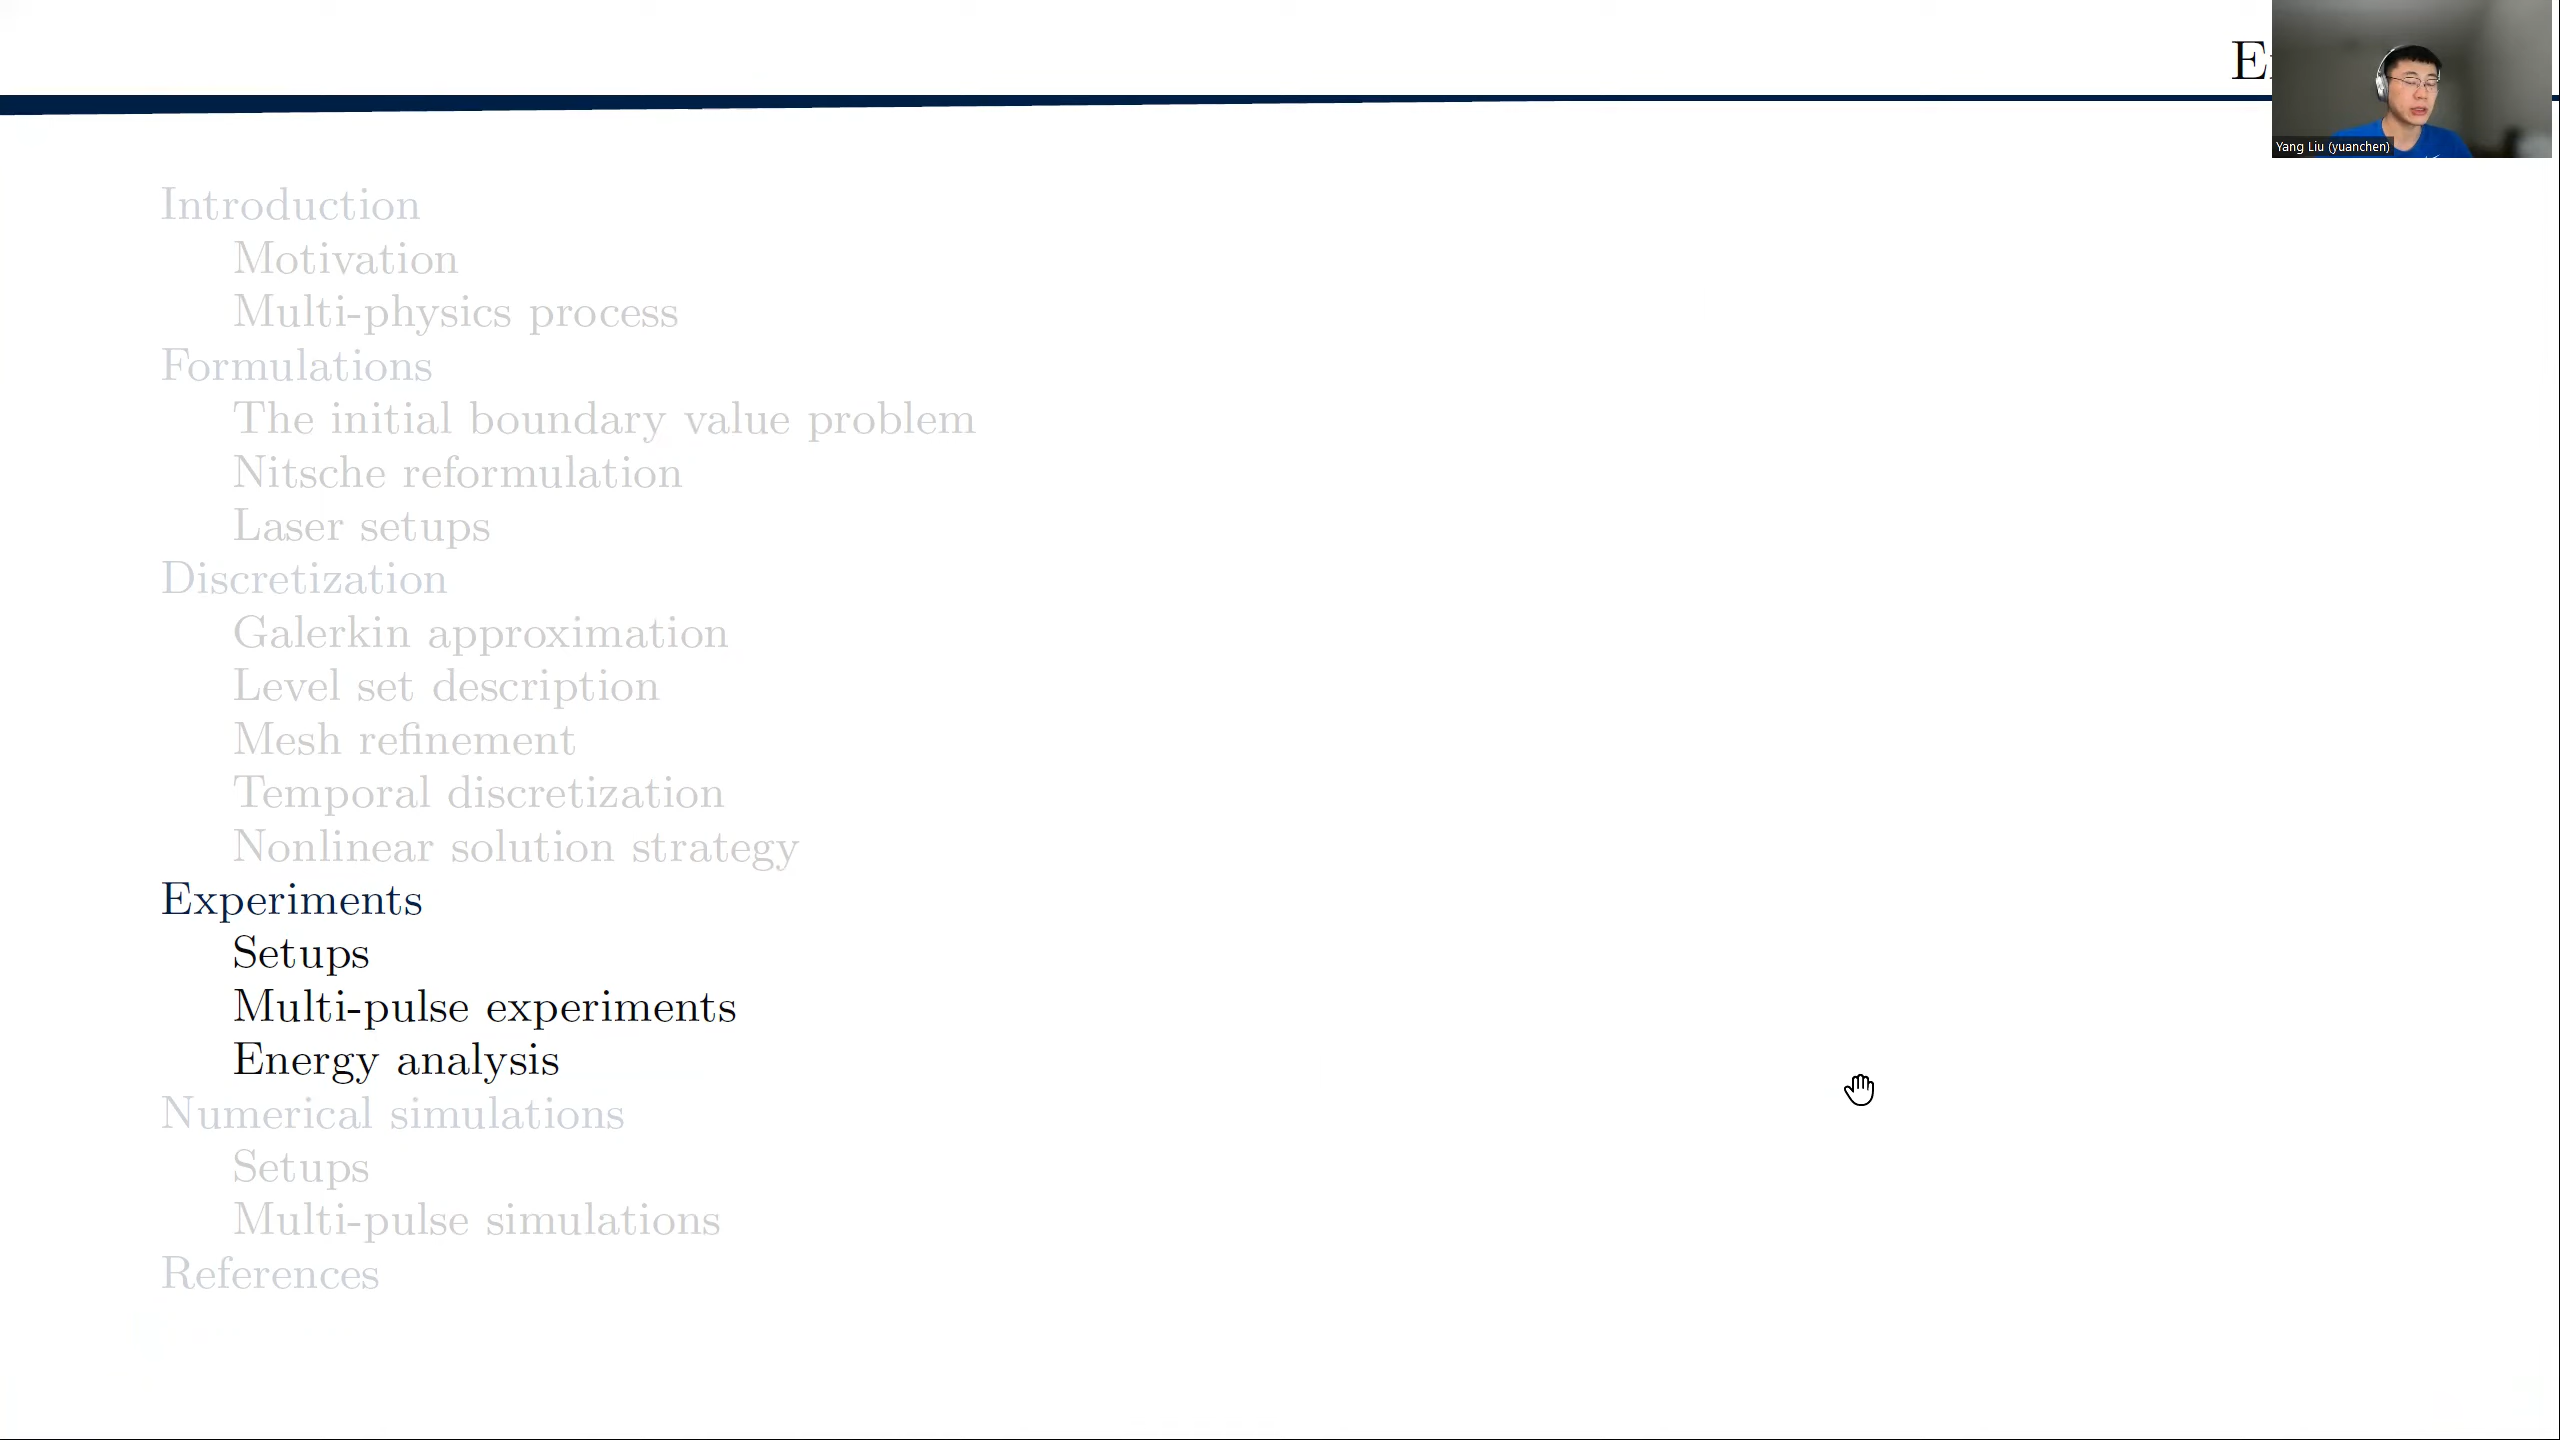 Yang Liu (yuanchen)
Introduction
Motivation
Multi-physics process
Formulations
The initial boundary value problem
Nitsche reformulation
Laser setups
Discretization
Galerkin approximation
Level set description
Mesh refinement
Temporal discretization
Nonlinear solution strategy
Experiments
Setups
Multi-pulse experiments
Energy analysis
Numerical simulations
Setups
Multi-pulse simulations
References